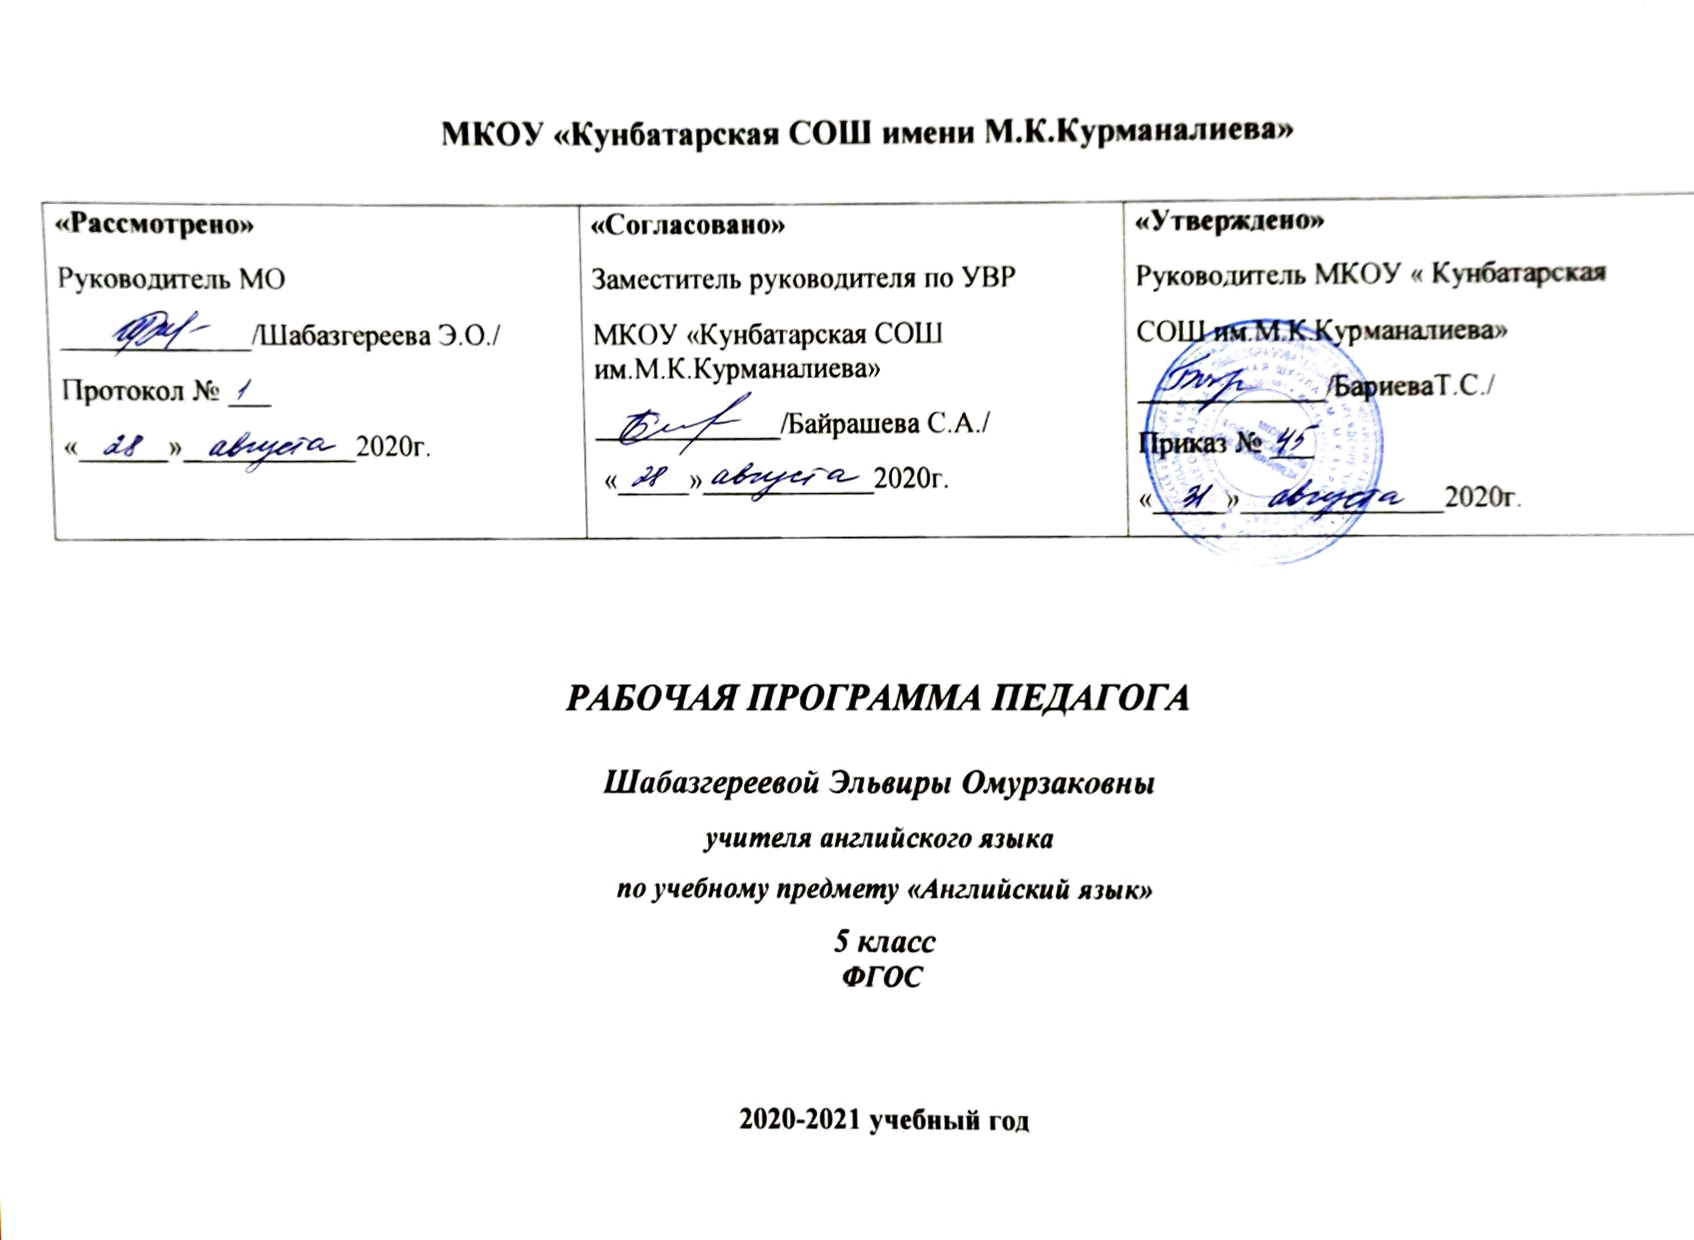 МКОУ «Кунбатарская СОШ имени М.К.Курманалиева»
«Рассмотрено»
Руководитель МО
/Шабазгереева Э.О./
Протокол № 1
« 28 » августа 2020г.
«Согласовано»
Заместитель руководителя по УВР
МКОУ «Кунбатарская СОШ
им.М.К.Курманалиева»
/Байрашева С.А./
« 28 » августа 2020г.
«Утверждено»
Руководитель МКОУ « Кунбатарская
СОШ им.М.К.Курманалиева»
/БариеваТ.С./
Приказ № 45
« 31 » августа 2020г.
РАБОЧАЯ ПРОГРАММА ПЕДАГОГА
Шабазгереевой Эльвиры Омурзаковны
учителя английского языка
по учебному предмету «Английский язык»
5 класс
ФГОС
2020-2021 учебный год